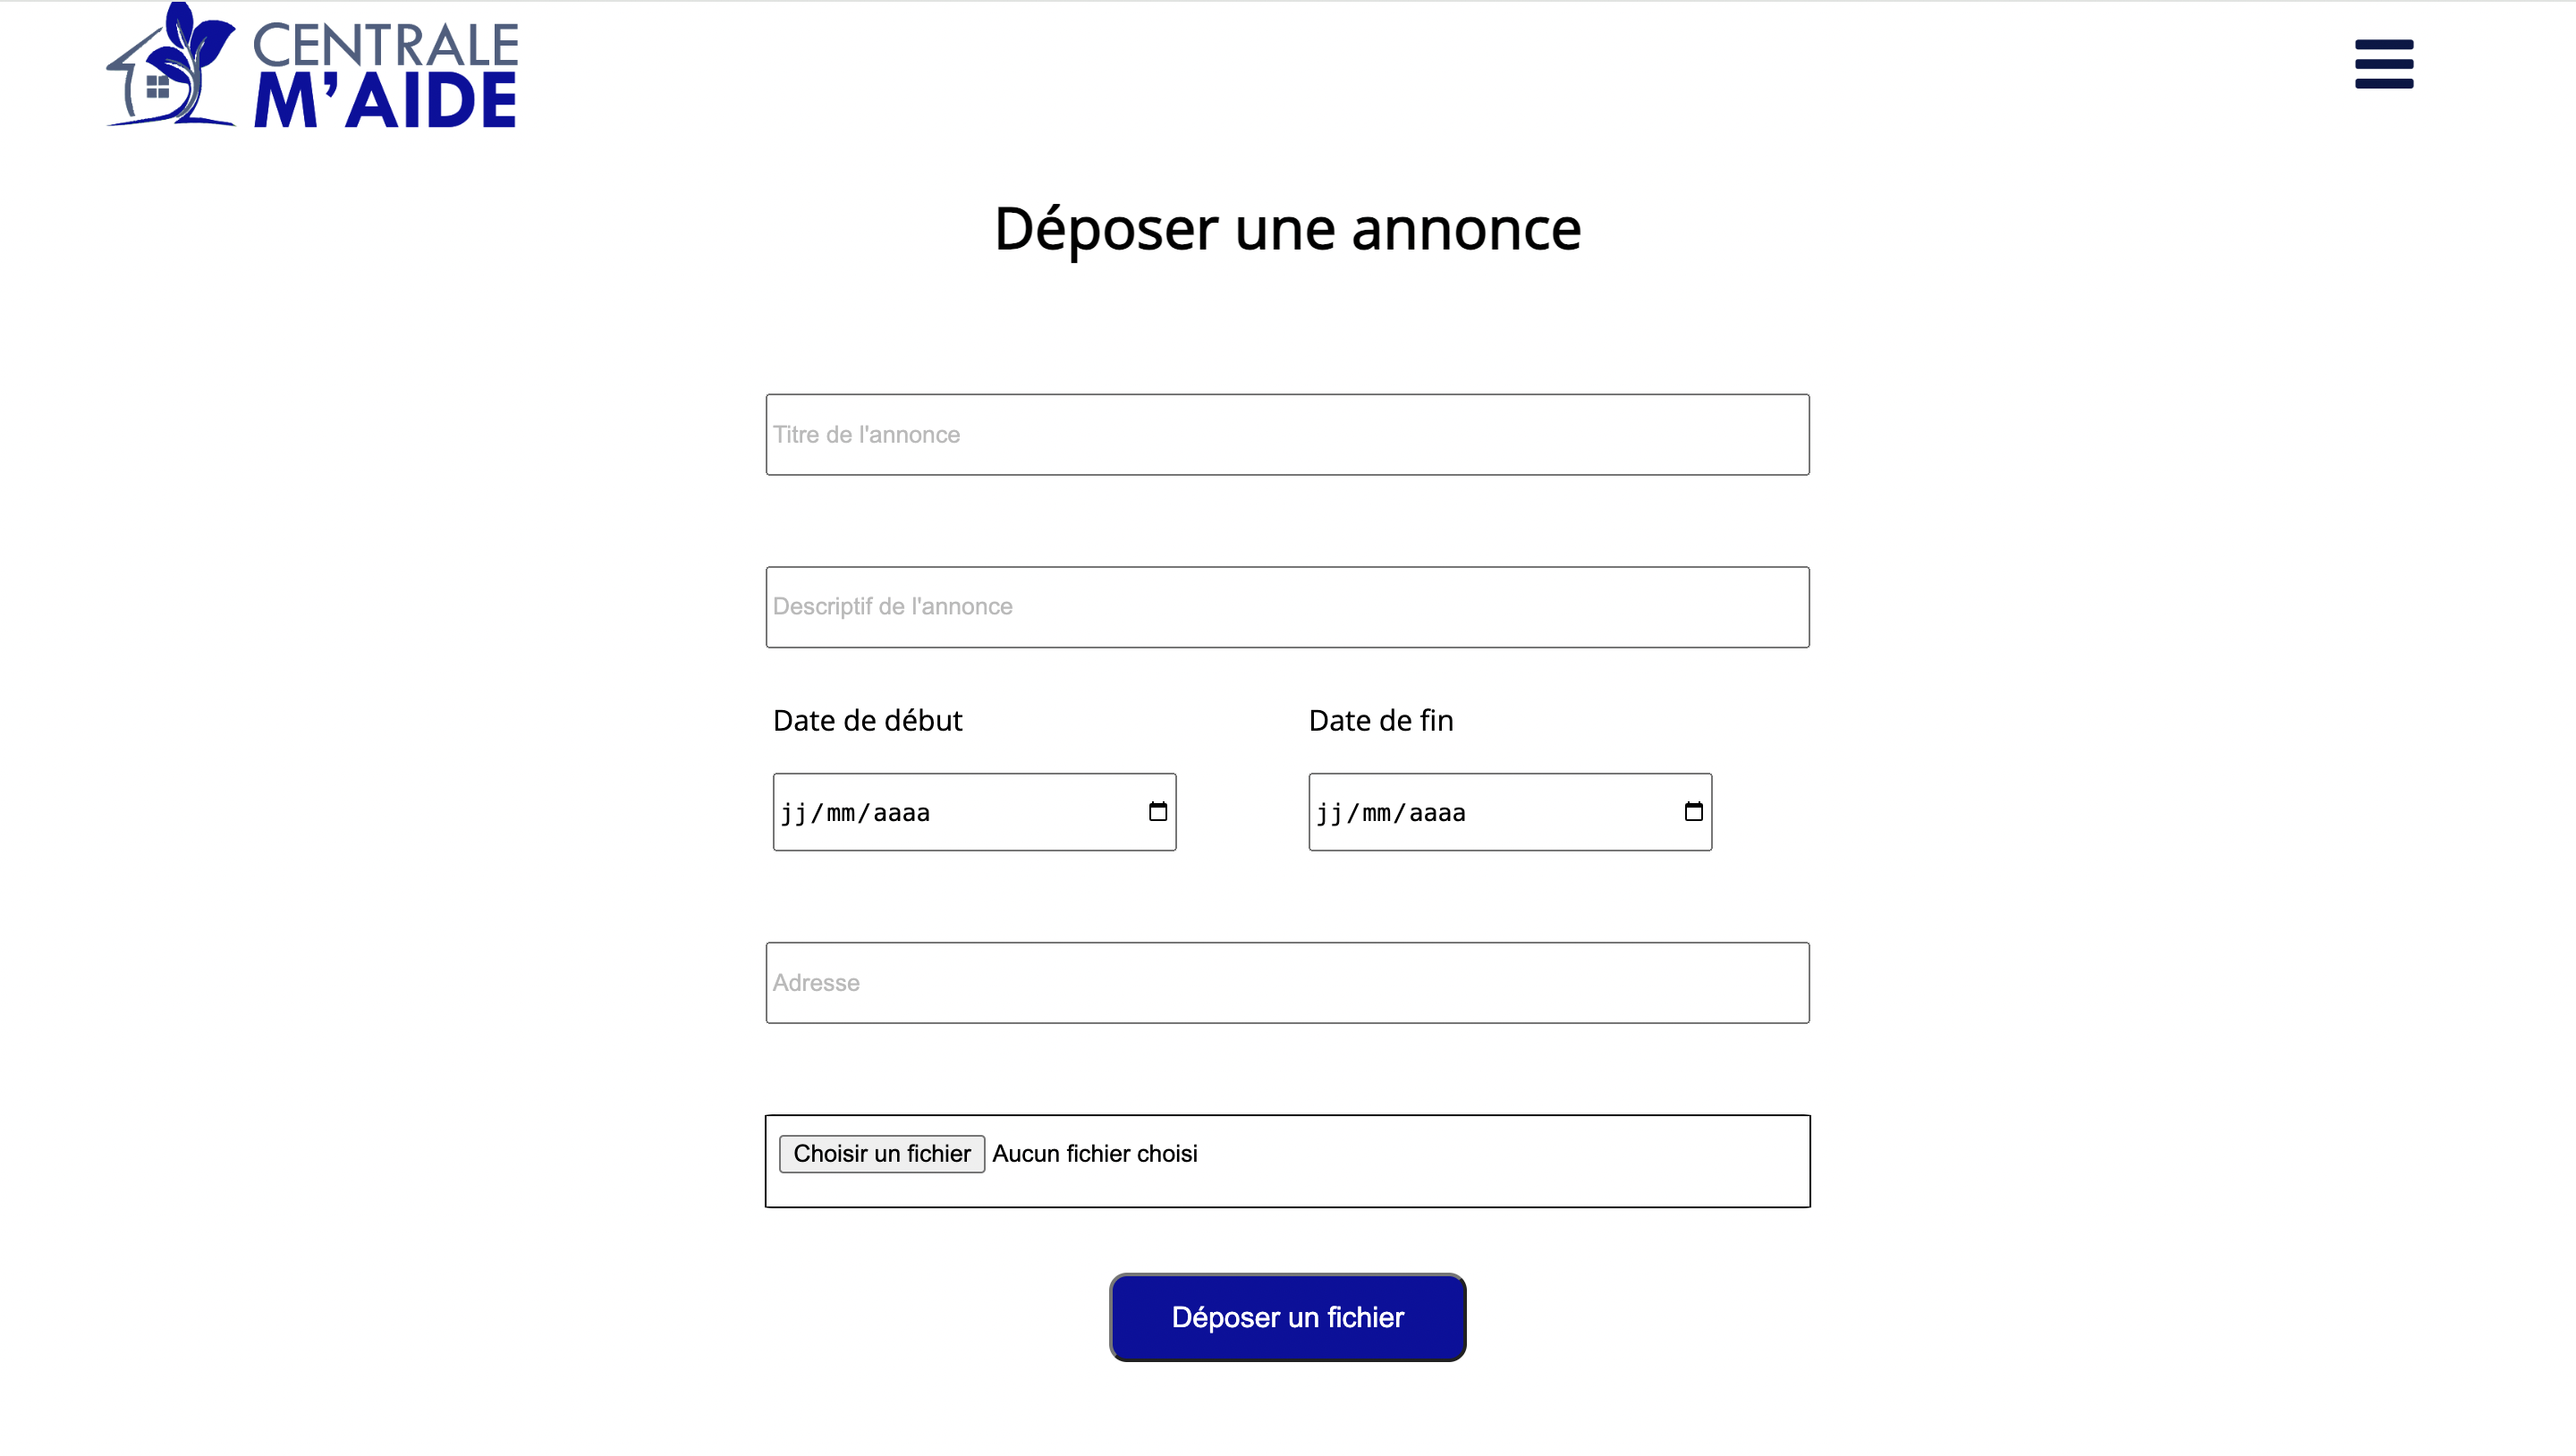 CENTRALE
M'AIDE
Déposer une annonce
Titre de l'annonce
Descriptif de l'annonce
Date de début
Date de fin
jj/mm/aaaa
jj/mm/aaaa
Adresse
Choisir un fichier Aucun fichier choisi
Déposer un fichier